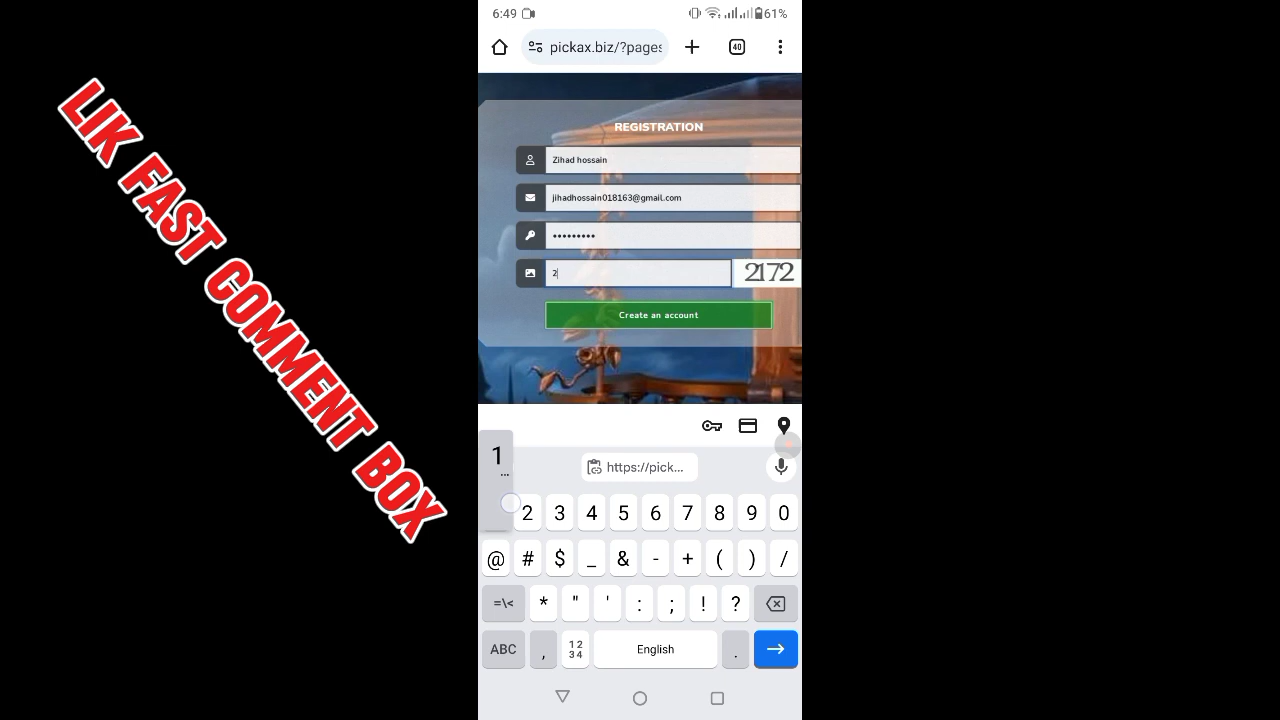 LIK FAST COMMENT BOX
6:49
61%
pickax.biz/?pages
40
REGISTRATION
Zihad hossain
jihadhossain018163@gmail.com
•••••••••
2
2172
Create an account
1
...
https://pick...
2 3 4 5 6 7 8 9 0
@ # $ _ & - + ( ) /
=\< * " ' : ; ! ?
ABC , 12 34 English .